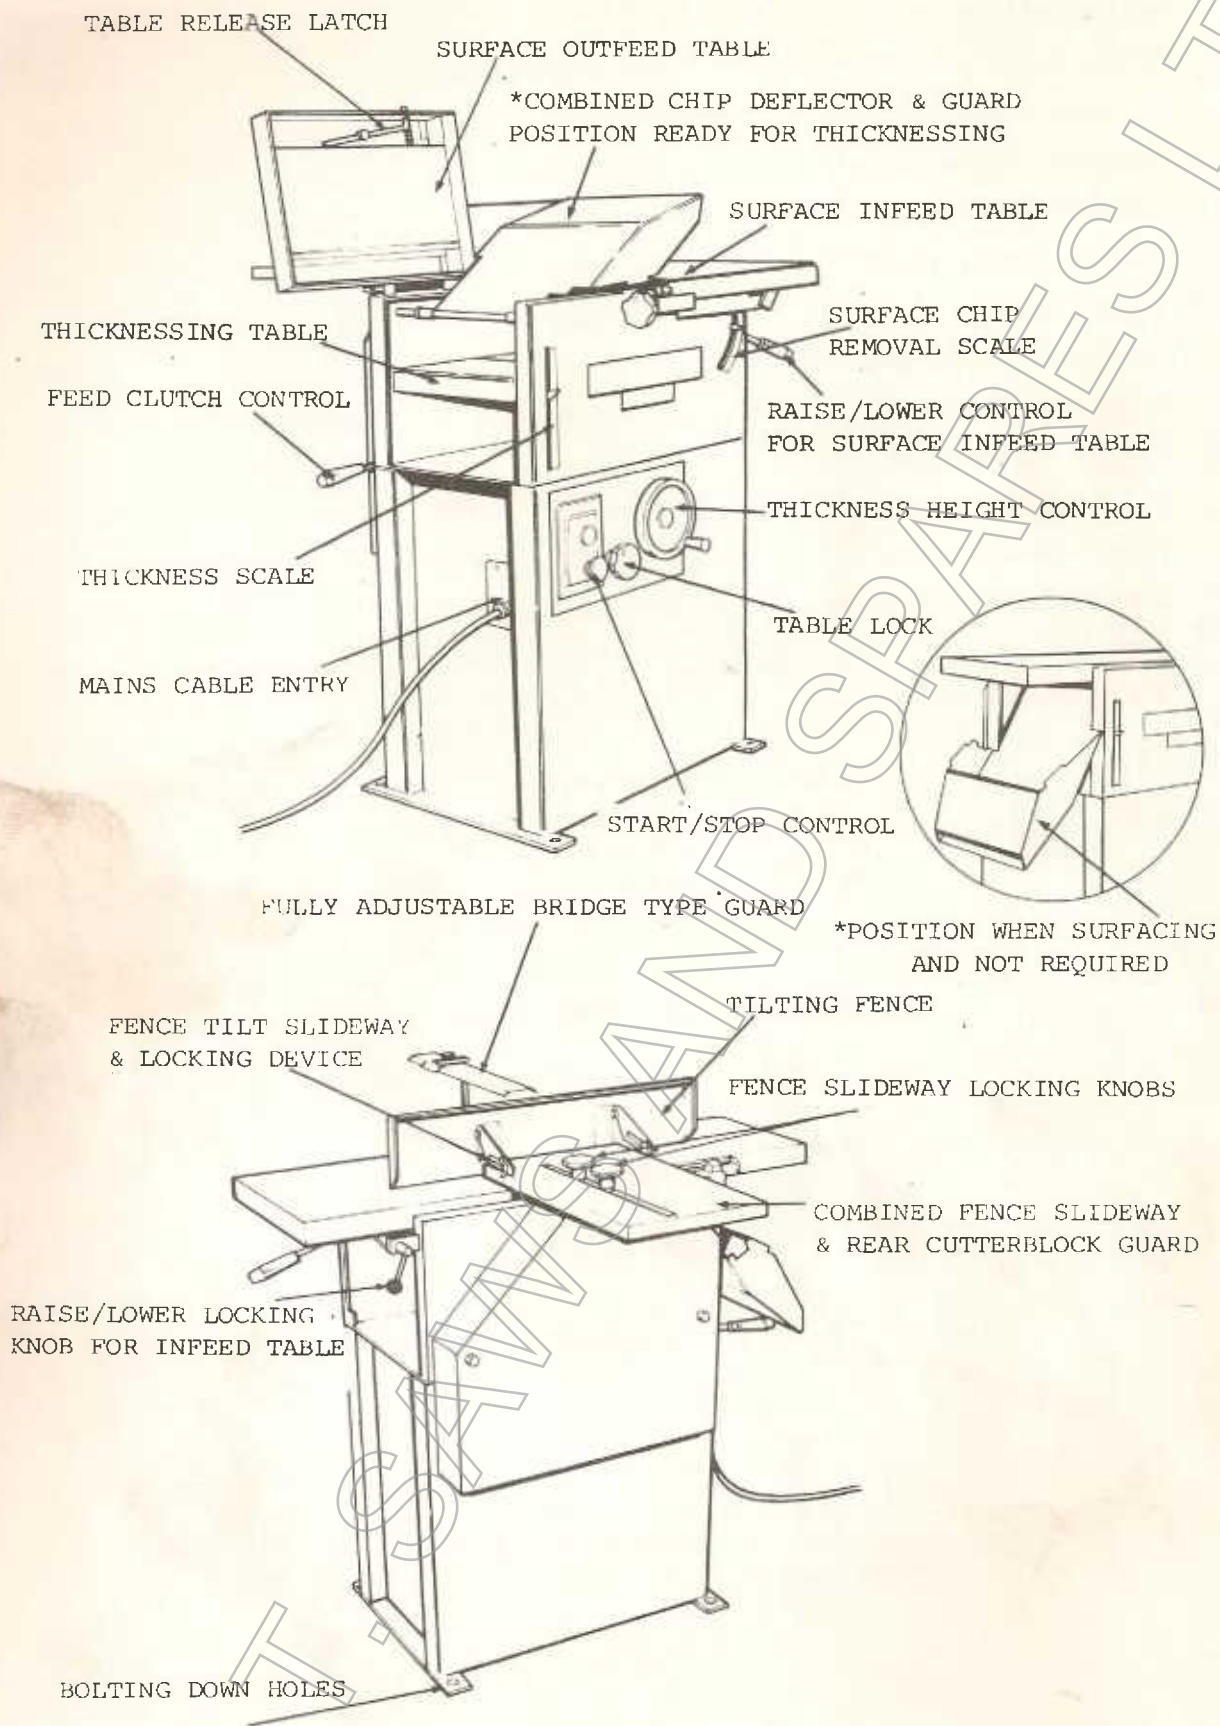 TABLE RELEASE LATCH
SURFACE OUTFEED TABLE
*COMBINED CHIP DEFLECTOR & GUARD
POSITION READY FOR THICKNESSING
SURFACE INFEED TABLE
THICKNESSING TABLE
SURFACE CHIP
REMOVAL SCALE
FEED CLUTCH CONTROL
RAISE/LOWER CONTROL
FOR SURFACE INFEED TABLE
THICKNESS HEIGHT CONTROL
THICKNESS SCALE
TABLE LOCK
MAINS CABLE ENTRY
START/STOP CONTROL
FULLY ADJUSTABLE BRIDGE TYPE GUARD
*POSITION WHEN SURFACING
AND NOT REQUIRED
TILTING FENCE
FENCE TILT SLIDEWAY
& LOCKING DEVICE
FENCE SLIDEWAY LOCKING KNOBS
COMBINED FENCE SLIDEWAY
& REAR CUTTERBLOCK GUARD
RAISE/LOWER LOCKING
KNOB FOR INFEED TABLE
BOLTING DOWN HOLES
T. SAWS AND SPARES LT